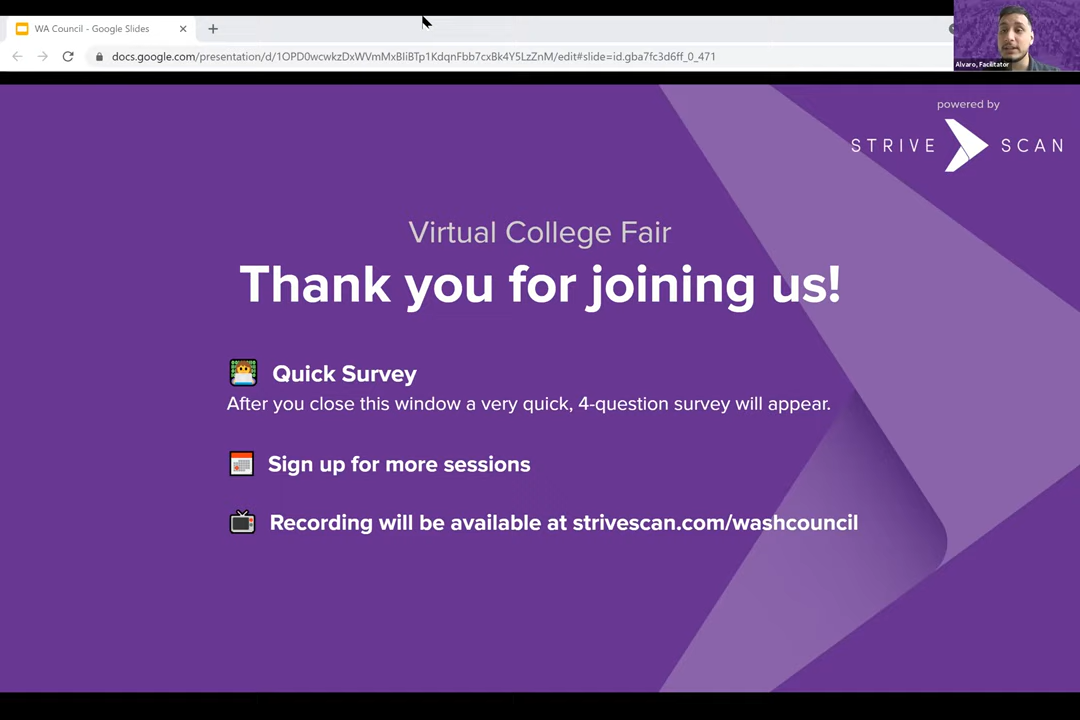 WA Council - Google Slides
docs.google.com/presentation/d/1OPD0wcwkzDxWVmMxBIiBTp1KdqnFbb7cxBk4Y5LzZnM/edit#slide=id.gba7fc3d6ff_0_471
Alvaro, Facilitator
powered by
STRIVE SCAN
Virtual College Fair
Thank you for joining us!
Quick Survey
After you close this window a very quick, 4-question survey will appear.
Sign up for more sessions
Recording will be available at strivescan.com/washcouncil